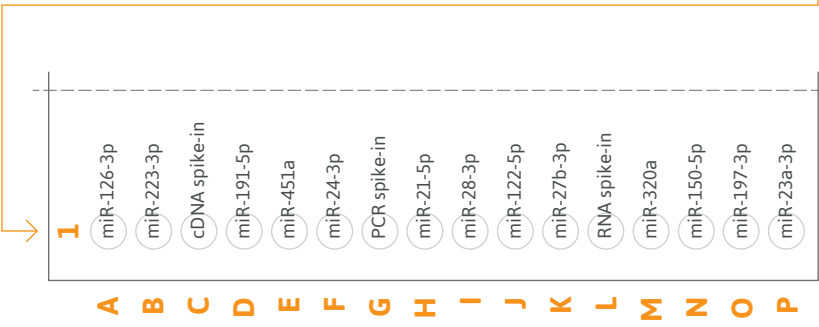 1
miR-126-3p
miR-223-3p
cDNA spike-in
miR-191-5p
miR-451a
miR-24-3p
PCR spike-in
miR-21-5p
miR-28-3p
miR-122-5p
miR-27b-3p
RNA spike-in
miR-320a
miR-150-5p
miR-197-3p
miR-23a-3p
A
B
C
D
E
F
G
H
I
J
K
L
M
N
O
P